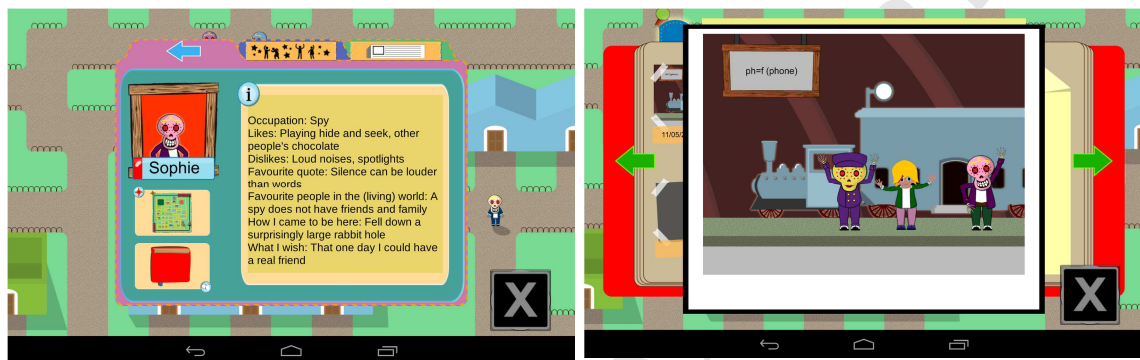 Sophie
Occupation: Spy
Likes: Playing hide and seek, other
people's chocolate
Dislikes: Loud noises, spotlights
Favourite quote: Silence can be louder
than words
Favourite people in the (living) world: A
spy does not have friends and family
How I came to be here: Fell down a
surprisingly large rabbit hole
What I wish: That one day I could have
a real friend
X
ph=f (phone)
11/05/2
X